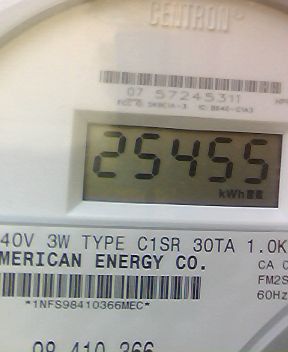 CENTRON
07 57245311
25455
kWh
40V 3W TYPE C1SR 30TA 1.0K
MERICAN ENERGY CO.
CA 0
FM2S
60Hz
*1NFS98410366MEC*
98 410 366